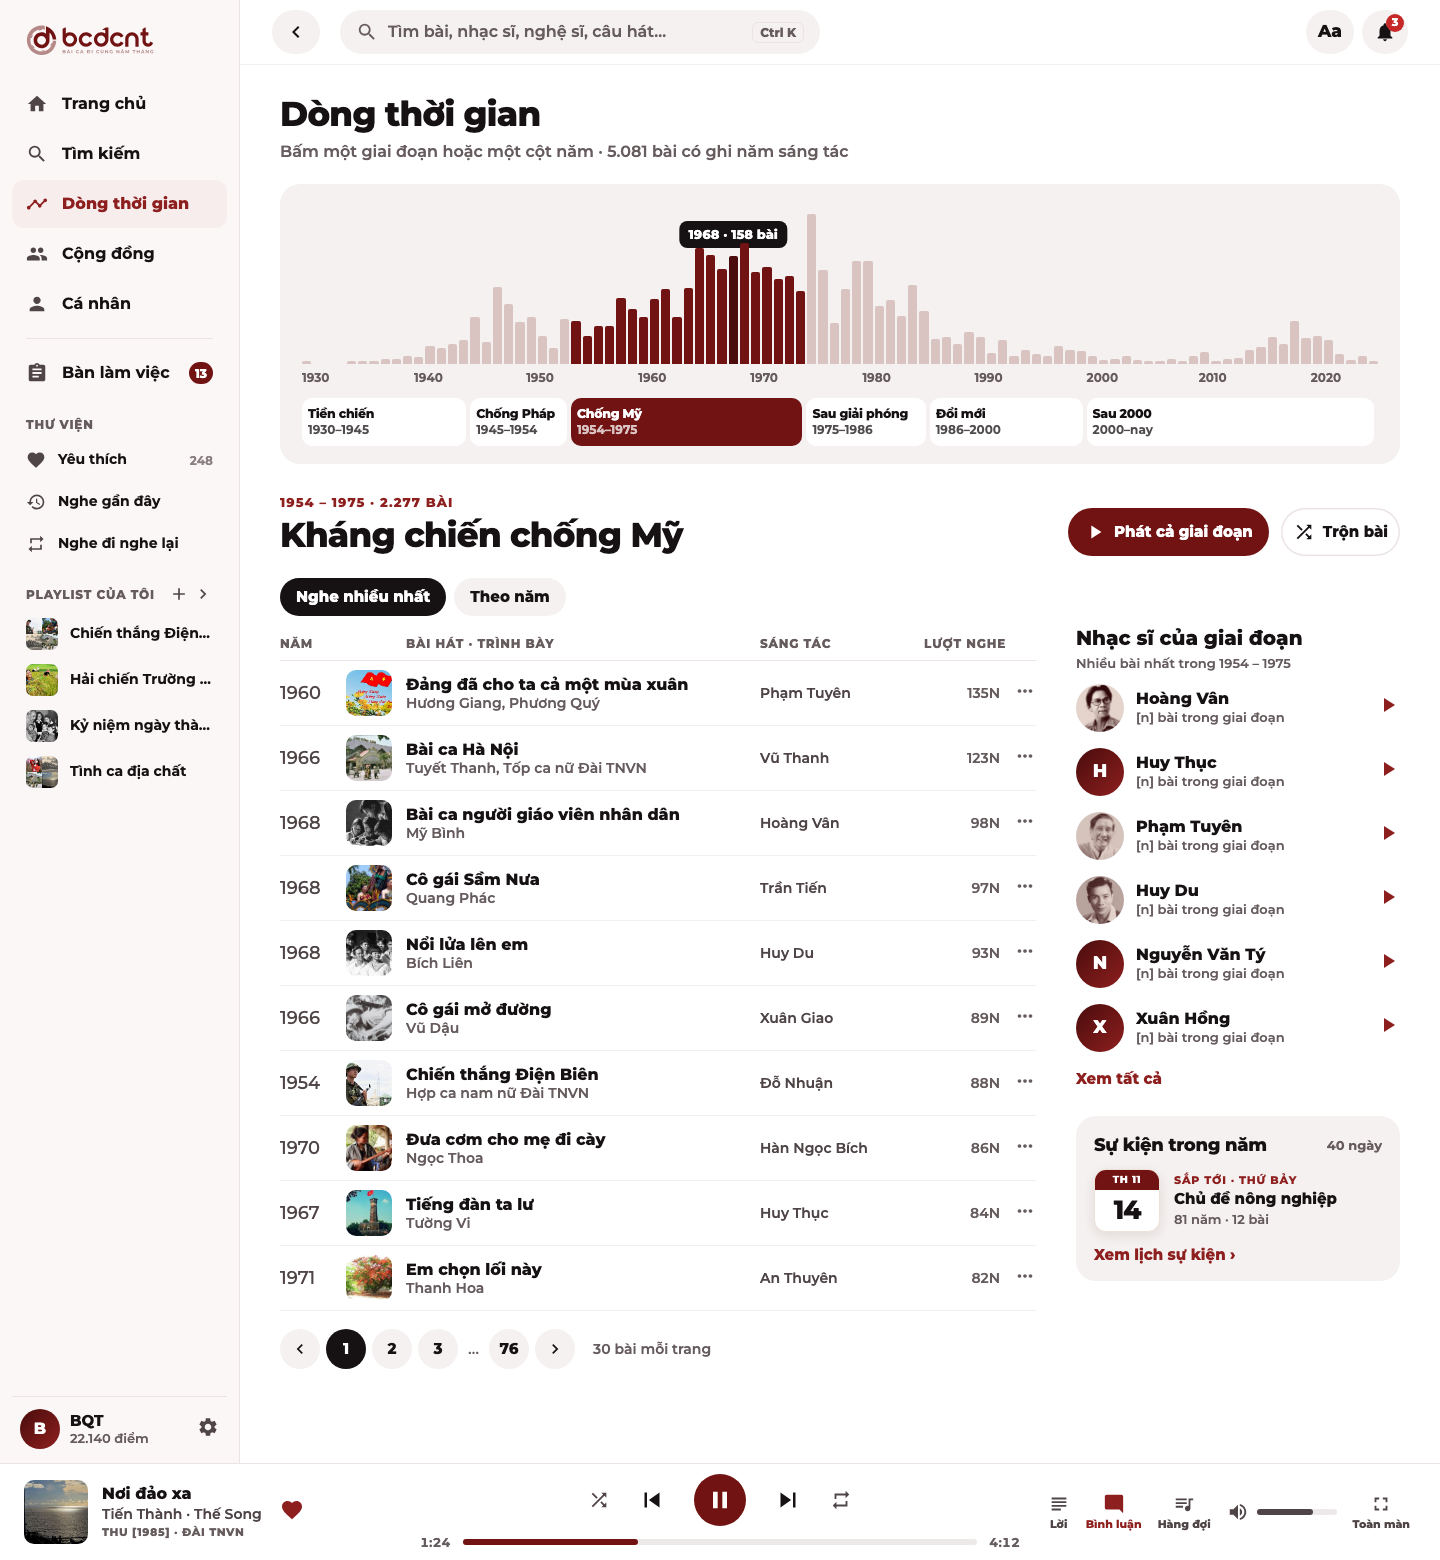 bcdcnt
BÀI CA ĐI CÙNG NĂM THÁNG
Trang chủ
Tìm kiếm
Dòng thời gian
Cộng đồng
Cá nhân
Bàn làm việc 13
THƯ VIỆN
Yêu thích 248
Nghe gần đây
Nghe đi nghe lại
PLAYLIST CỦA TÔI
Chiến thắng Điện...
Hải chiến Trường ...
Kỷ niệm ngày thà...
Tình ca địa chất
B
BQT
22.140 điểm
Tìm bài, nhạc sĩ, nghệ sĩ, câu hát... Ctrl K
Aa 3
Dòng thời gian
Bấm một giai đoạn hoặc một cột năm · 5.081 bài có ghi năm sáng tác
1968 · 158 bài
1930 1940 1950 1960 1970 1980 1990 2000 2010 2020
Tiền chiến
1930–1945
Chống Pháp
1945–1954
Chống Mỹ
1954–1975
Sau giải phóng
1975–1986
Đổi mới
1986–2000
Sau 2000
2000–nay
1954 – 1975 · 2.277 BÀI
Kháng chiến chống Mỹ
Phát cả giai đoạn Trộn bài
Nghe nhiều nhất Theo năm
NĂM BÀI HÁT · TRÌNH BÀY SÁNG TÁC LƯỢT NGHE
1960 Đảng đã cho ta cả một mùa xuân Phạm Tuyên 135N
Hương Giang, Phương Quý
1966 Bài ca Hà Nội Vũ Thanh 123N
Tuyết Thanh, Tốp ca nữ Đài TNVN
1968 Bài ca người giáo viên nhân dân Hoàng Vân 98N
Mỹ Bình
1968 Cô gái Sầm Nưa Trần Tiến 97N
Quang Phác
1968 Nổi lửa lên em Huy Du 93N
Bích Liên
1966 Cô gái mở đường Xuân Giao 89N
Vũ Dậu
1954 Chiến thắng Điện Biên Đỗ Nhuận 88N
Hợp ca nam nữ Đài TNVN
1970 Đưa cơm cho mẹ đi cày Hàn Ngọc Bích 86N
Ngọc Thoa
1967 Tiếng đàn ta lư Huy Thục 84N
Tường Vi
1971 Em chọn lối này An Thuyên 82N
Thanh Hoa
1 2 3 ... 76 30 bài mỗi trang
Nhạc sĩ của giai đoạn
Nhiều bài nhất trong 1954 – 1975
Hoàng Vân
[n] bài trong giai đoạn
H Huy Thục
[n] bài trong giai đoạn
Phạm Tuyên
[n] bài trong giai đoạn
Huy Du
[n] bài trong giai đoạn
N Nguyễn Văn Tý
[n] bài trong giai đoạn
X Xuân Hồng
[n] bài trong giai đoạn
Xem tất cả
Sự kiện trong năm 40 ngày
TH 11
14
SẮP TỚI · THỨ BẢY
Chủ đề nông nghiệp
81 năm · 12 bài
Xem lịch sự kiện ›
Nơi đảo xa
Tiến Thành · Thế Song
THU [1985] · ĐÀI TNVN
1:24 4:12
Lời Bình luận Hàng đợi Toàn màn